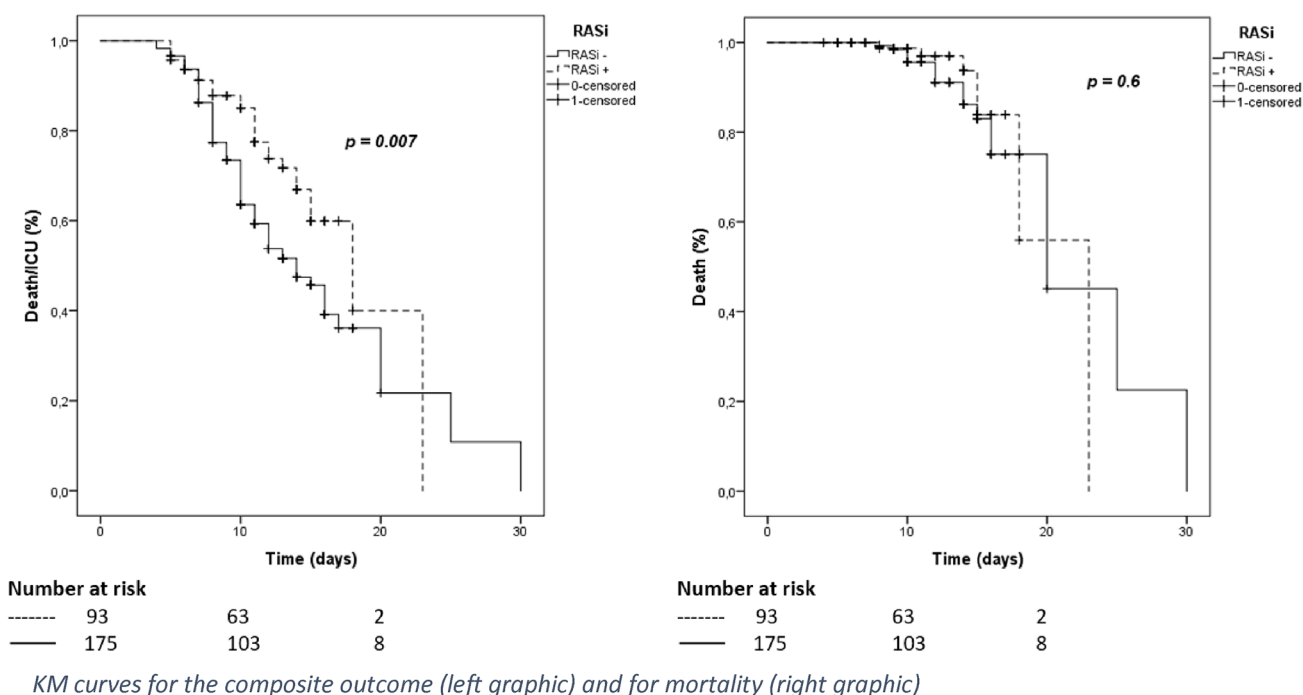 RASi
RASi -
RASi +
0-censored
1-censored
p = 0.007
Death/ICU (%)
1,0
0,8
0,6
0,4
0,2
0,0
0 10 20 30
Time (days)
Number at risk
93 63 2
175 103 8
RASi
RASi -
RASi +
0-censored
1-censored
p = 0.6
Death (%)
1,0
0,8
0,6
0,4
0,2
0,0
0 10 20 30
Time (days)
Number at risk
93 63 2
175 103 8
KM curves for the composite outcome (left graphic) and for mortality (right graphic)